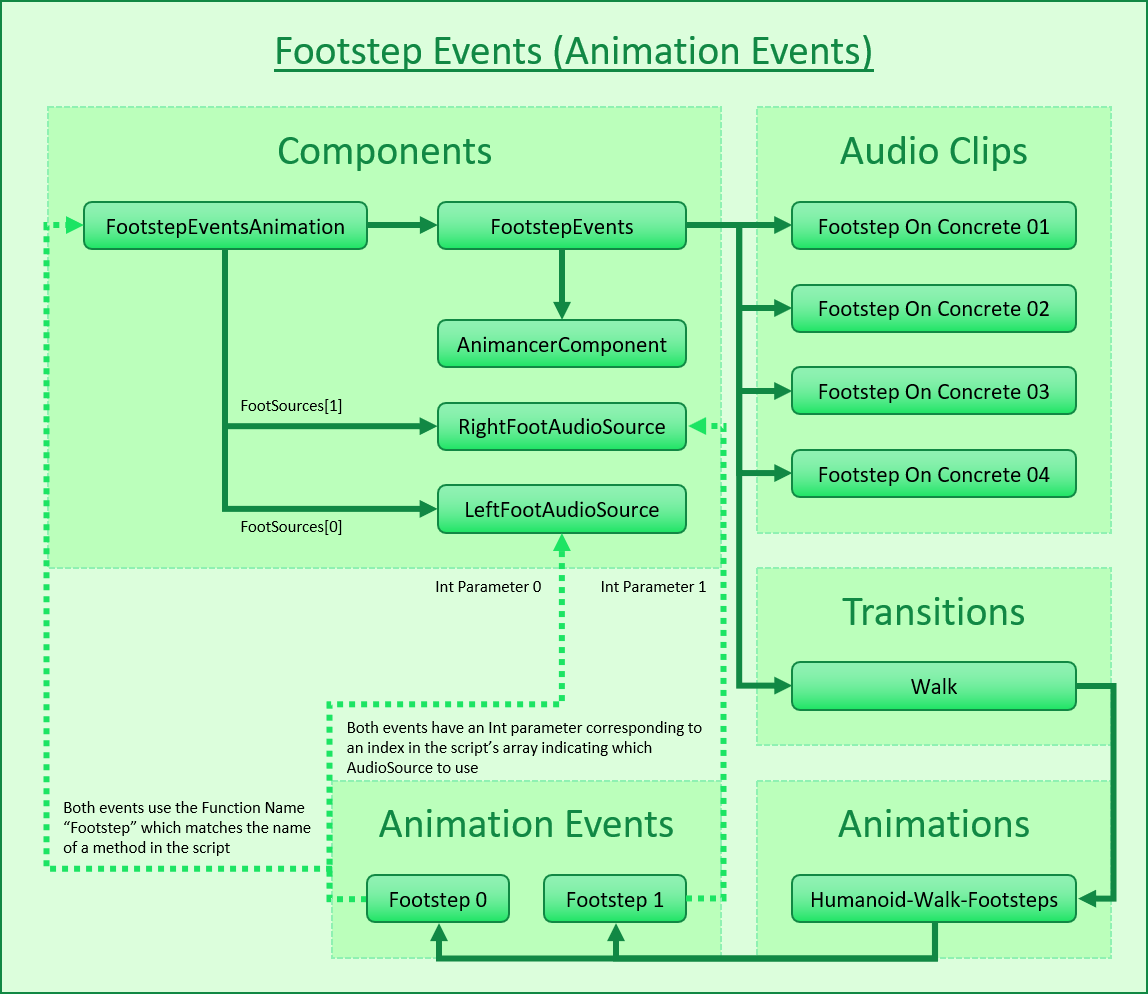 Footstep Events (Animation Events)
Components
FootstepEventsAnimation
FootstepEvents
AnimancerComponent
FootSources[1]
RightFootAudioSource
LeftFootAudioSource
FootSources[0]
Audio Clips
Footstep On Concrete 01
Footstep On Concrete 02
Footstep On Concrete 03
Footstep On Concrete 04
Int Parameter 0
Int Parameter 1
Transitions
Walk
Both events have an Int parameter corresponding to
an index in the script’s array indicating which
AudioSource to use
Both events use the Function Name
“Footstep” which matches the name
of a method in the script
Animation Events
Footstep 0
Footstep 1
Animations
Humanoid-Walk-Footsteps